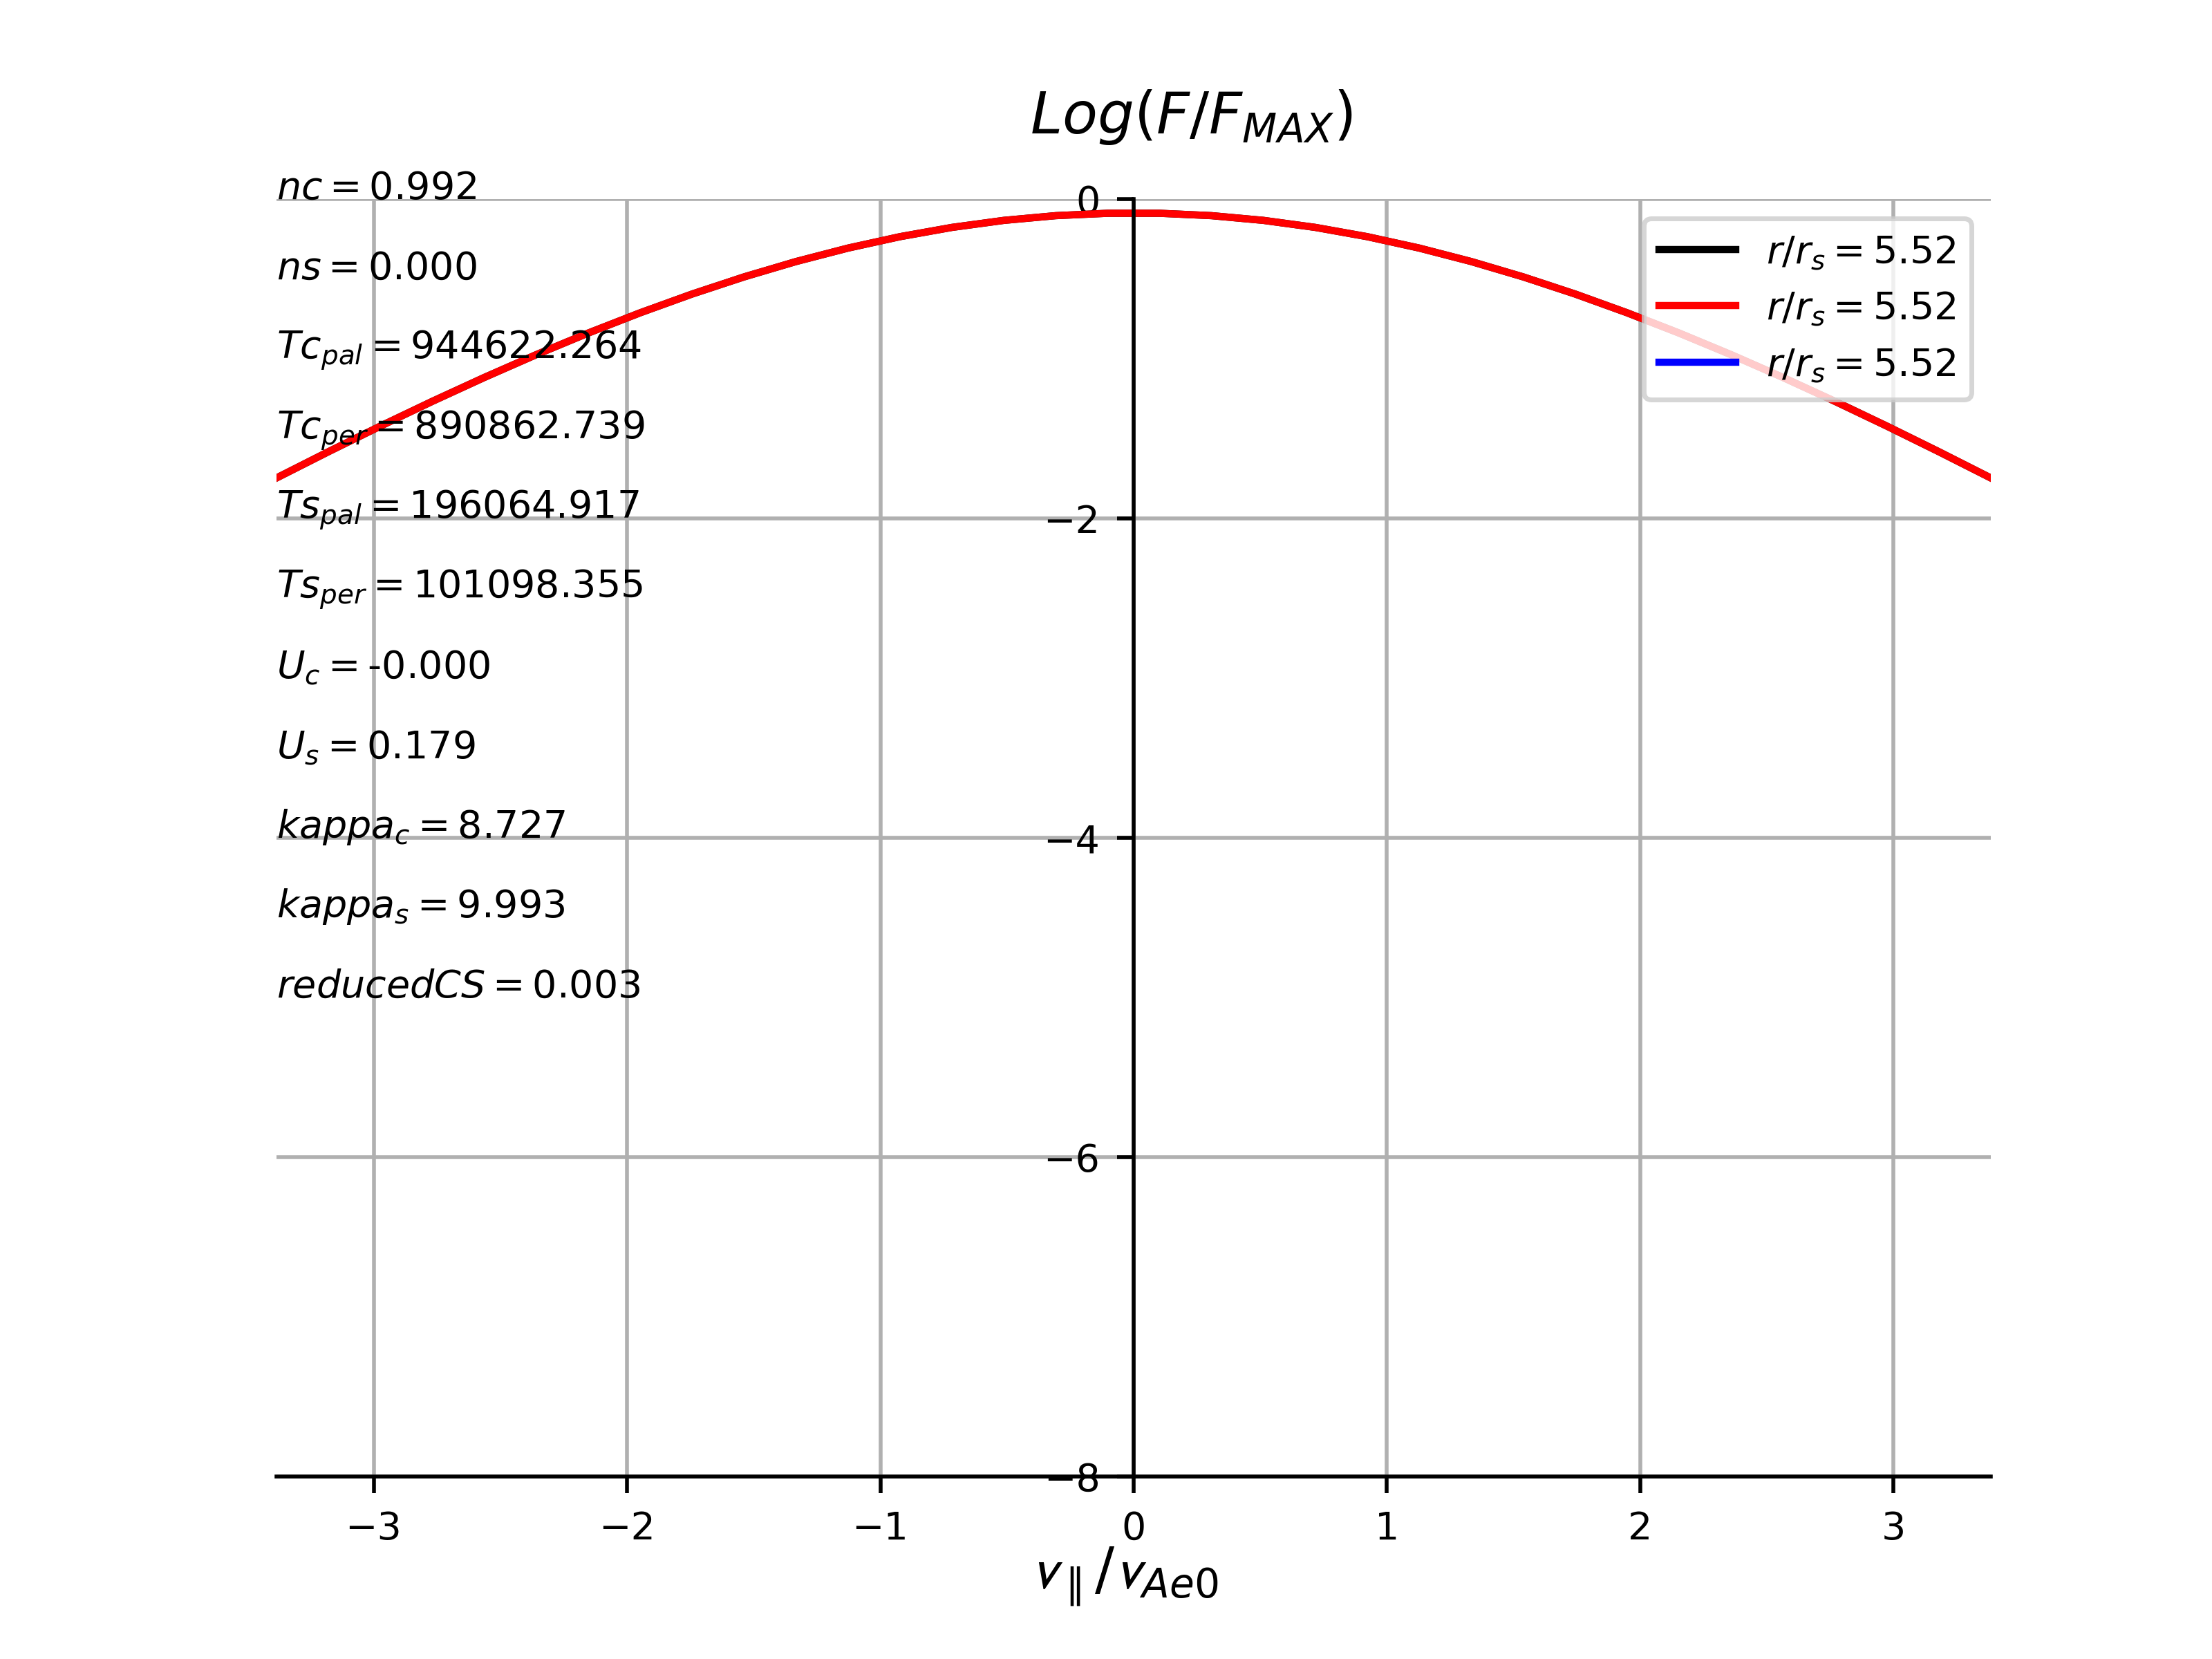 Log(F/F_MAX)
nc = 0.992
ns = 0.000
Tc_pal = 944622.264
Tc_per = 890862.739
Ts_pal = 196064.917
Ts_per = 101098.355
U_c = -0.000
U_s = 0.179
kappa_c = 8.727
kappa_s = 9.993
reducedCS = 0.003
0
−2
−4
−6
−8
r/r_s = 5.52
r/r_s = 5.52
r/r_s = 5.52
−3 −2 −1 0 1 2 3
v_∥/v_Ae0